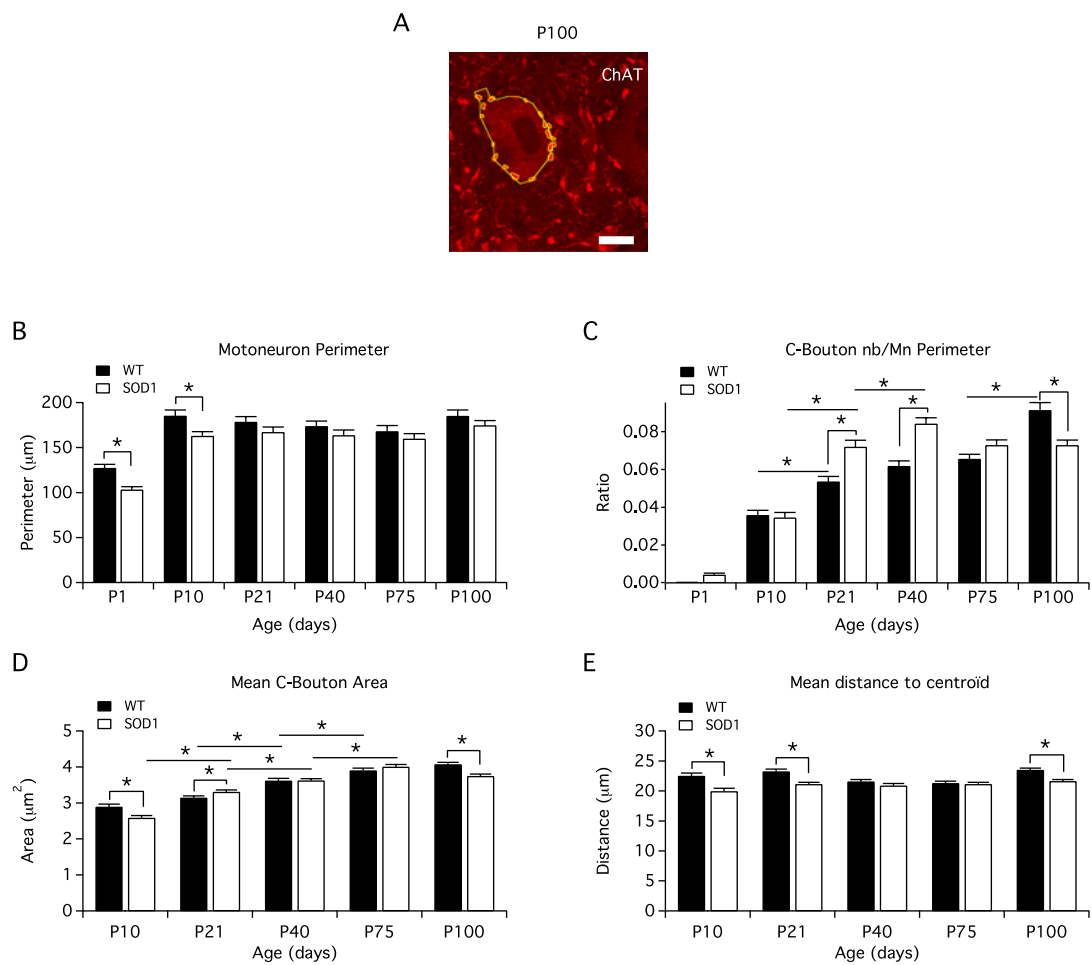 A
P100
ChAT
B
Motoneuron Perimeter
WT
SOD1
*
*
200
150
100
50
0
Perimeter (μm)
P1 P10 P21 P40 P75 P100
Age (days)
C
C-Bouton nb/Mn Perimeter
WT
SOD1
* * *
* * *
*
0.08
0.06
0.04
0.02
0.00
Ratio
P1 P10 P21 P40 P75 P100
Age (days)
D
Mean C-Bouton Area
WT
SOD1
*
* * * *
* * *
5
4
3
2
1
0
Area (μm²)
P10 P21 P40 P75 P100
Age (days)
E
Mean distance to centroïd
WT
SOD1
* * *
30
25
20
15
10
5
0
Distance (μm)
P10 P21 P40 P75 P100
Age (days)